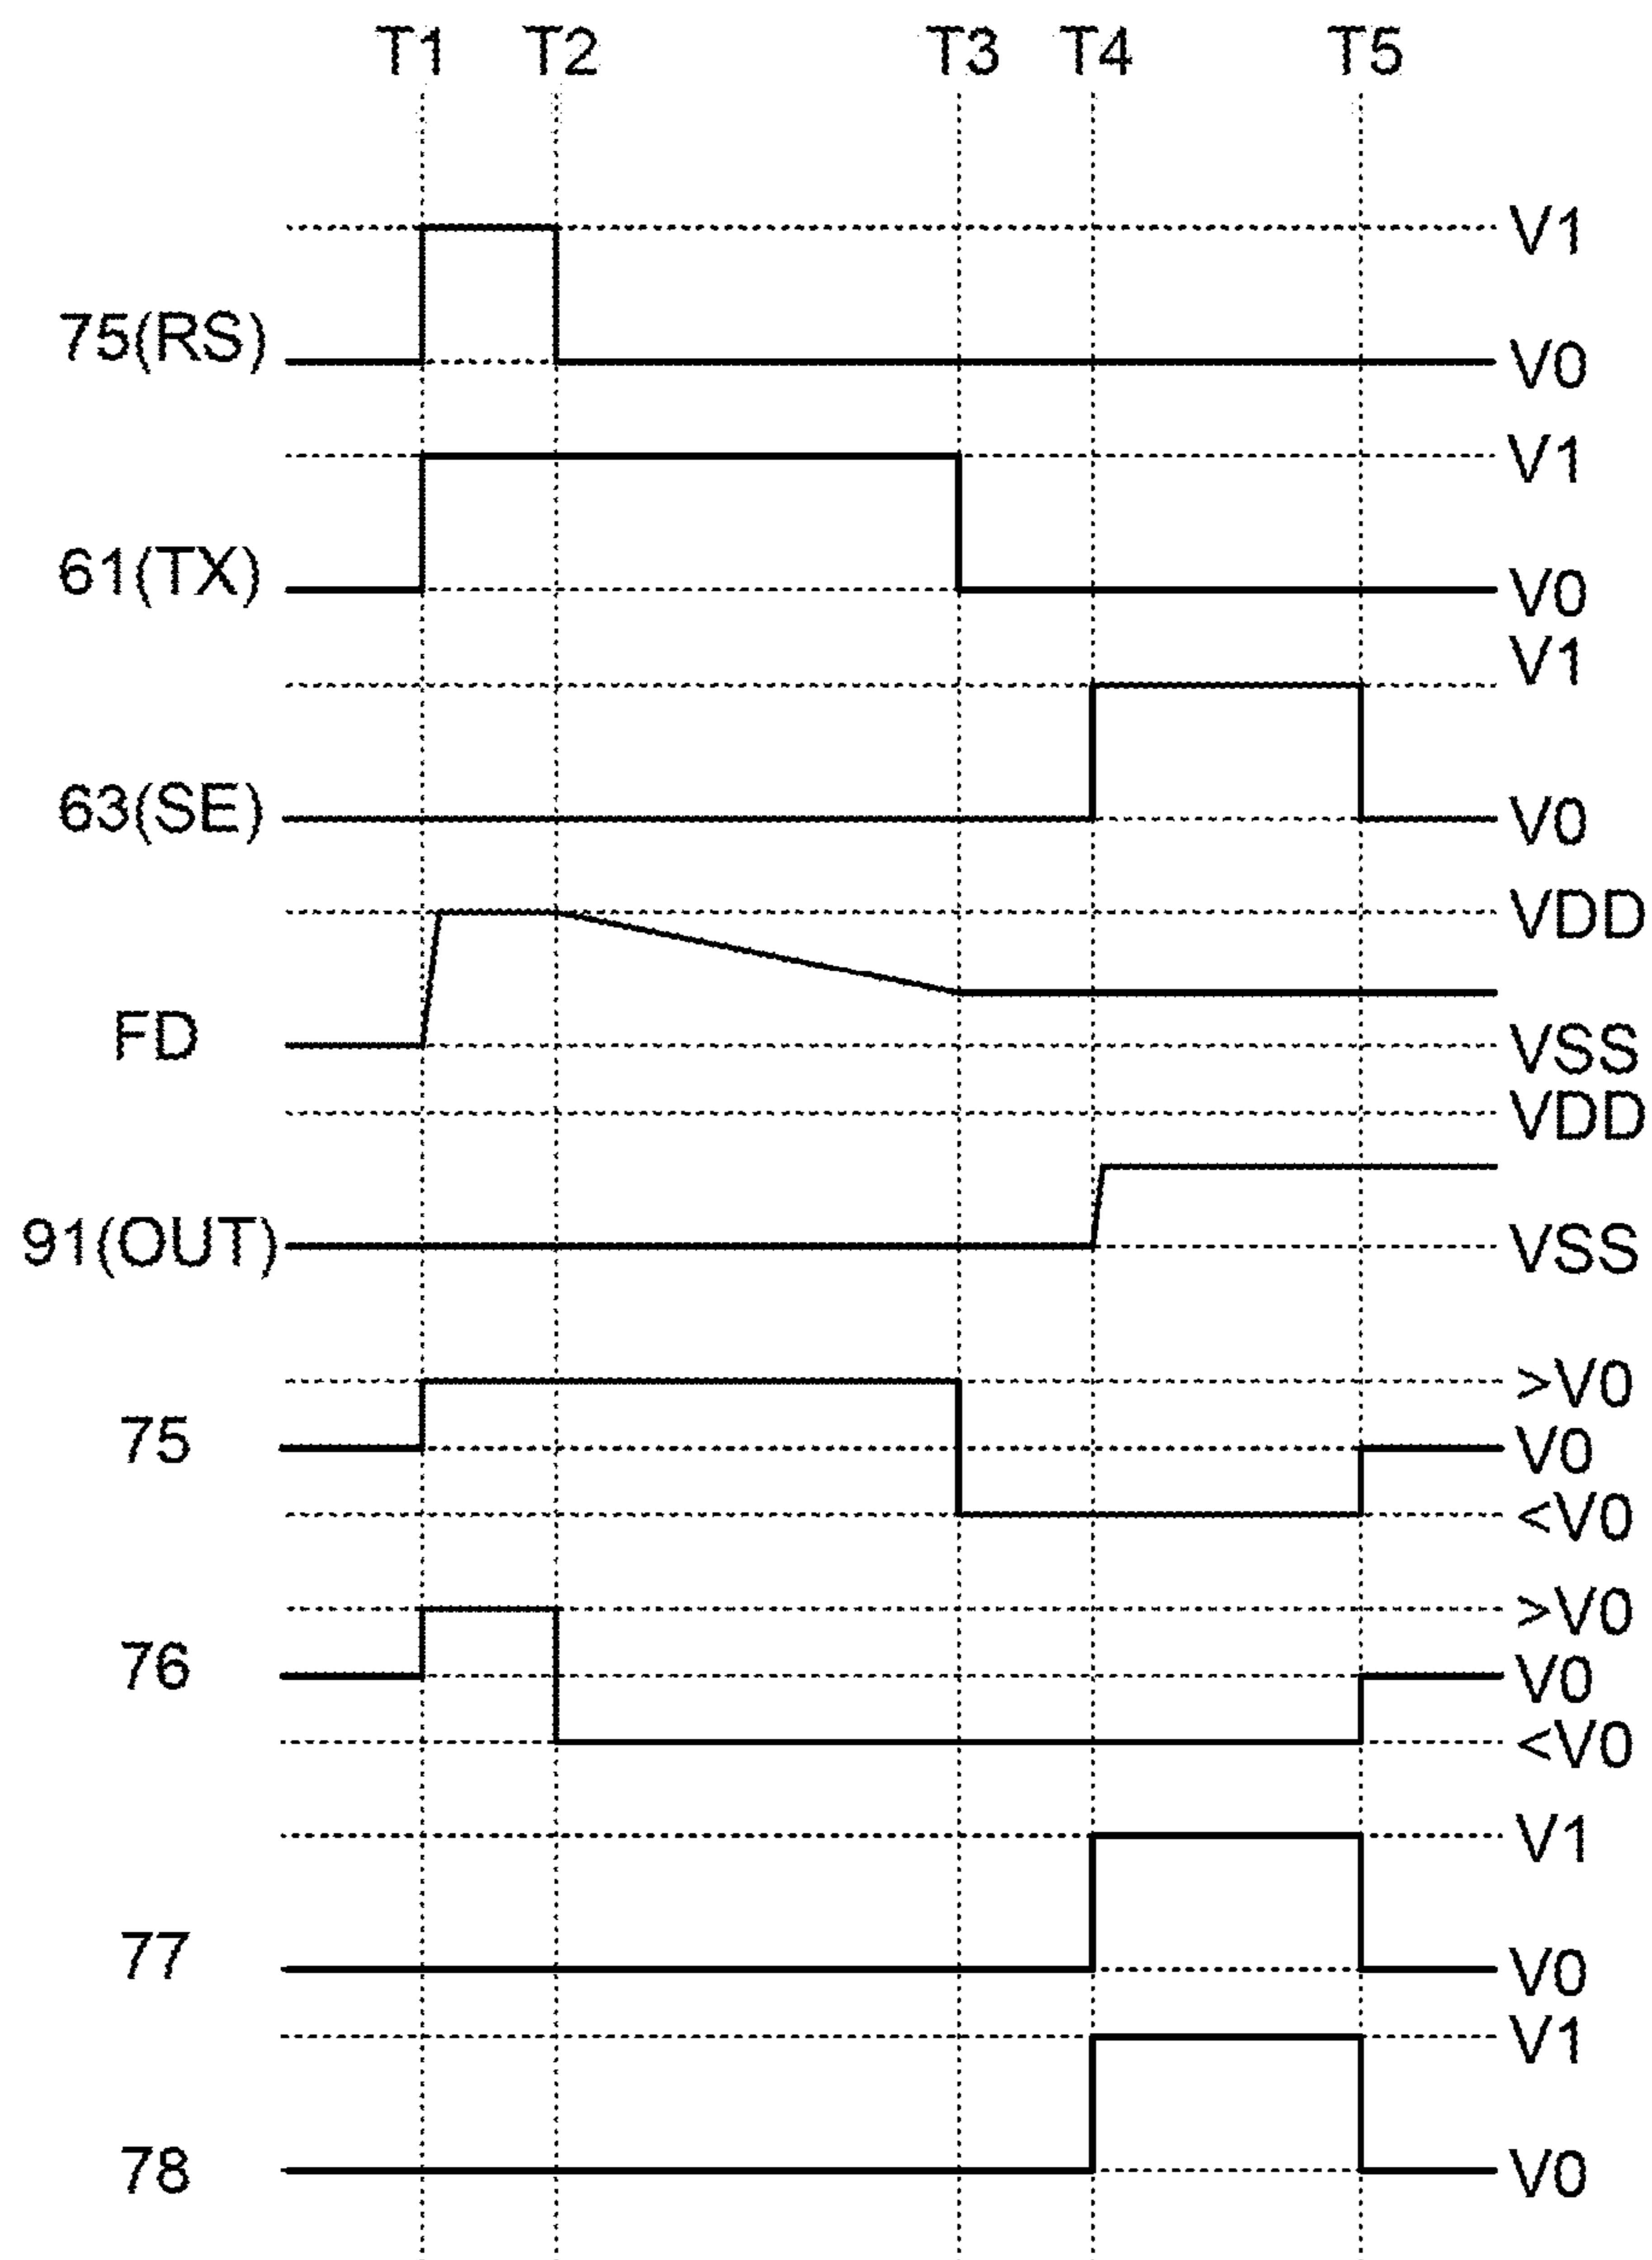 T1 T2 T3 T4 T5
V1
75(RS) V0
V1
61(TX) V0
V1
63(SE) V0
VDD
FD VSS
VDD
91(OUT) VSS
>V0
75 V0
<V0
>V0
76 V0
<V0
V1
77 V0
V1
78 V0